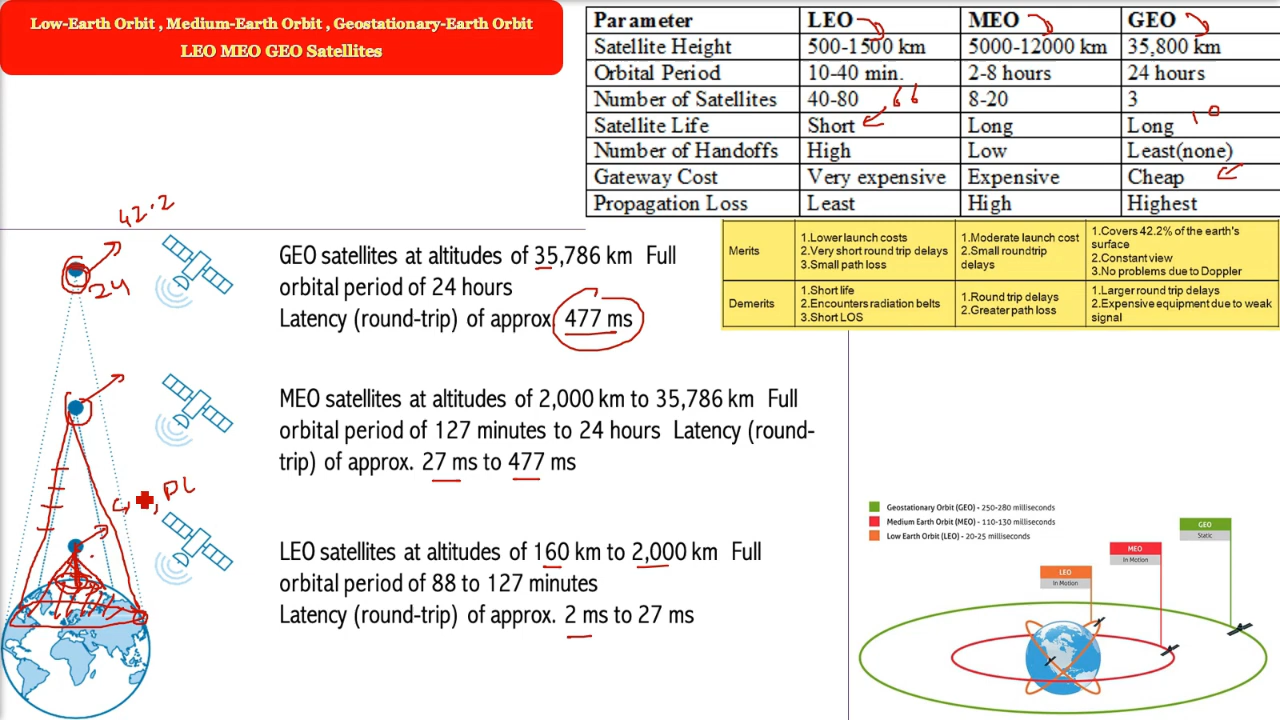 Low-Earth Orbit , Medium-Earth Orbit , Geostationary-Earth Orbit
LEO MEO GEO Satellites
Parameter LEO MEO GEO
Satellite Height 500-1500 km 5000-12000 km 35,800 km
Orbital Period 10-40 min. 2-8 hours 24 hours
Number of Satellites 40-80 66 8-20 3
Satellite Life Short Long Long 10
Number of Handoffs High Low Least(none)
Gateway Cost Very expensive Expensive Cheap
Propagation Loss Least High Highest
Merits
1.Lower launch costs
2.Very short round trip delays
3.Small path loss
1.Moderate launch cost
2.Small roundtrip
delays
1.Covers 42.2% of the earth's
surface
2.Constant view
3.No problems due to Doppler
Demerits
1.Short life
2.Encounters radiation belts
3.Short LOS
1.Round trip delays
2.Greater path loss
1.Larger round trip delays
2.Expensive equipment due to weak
signal
42.2
24
GEO satellites at altitudes of 35,786 km Full
orbital period of 24 hours
Latency (round-trip) of approx. 477 ms
MEO satellites at altitudes of 2,000 km to 35,786 km Full
orbital period of 127 minutes to 24 hours Latency (round-
trip) of approx. 27 ms to 477 ms
PL
LEO satellites at altitudes of 160 km to 2,000 km Full
orbital period of 88 to 127 minutes
Latency (round-trip) of approx. 2 ms to 27 ms
Geostationary Orbit (GEO) - 250-280 milliseconds
Medium Earth Orbit (MEO) - 110-130 milliseconds
Low Earth Orbit (LEO) - 20-25 milliseconds
GEO
Static
MEO
In Motion
LEO
In Motion